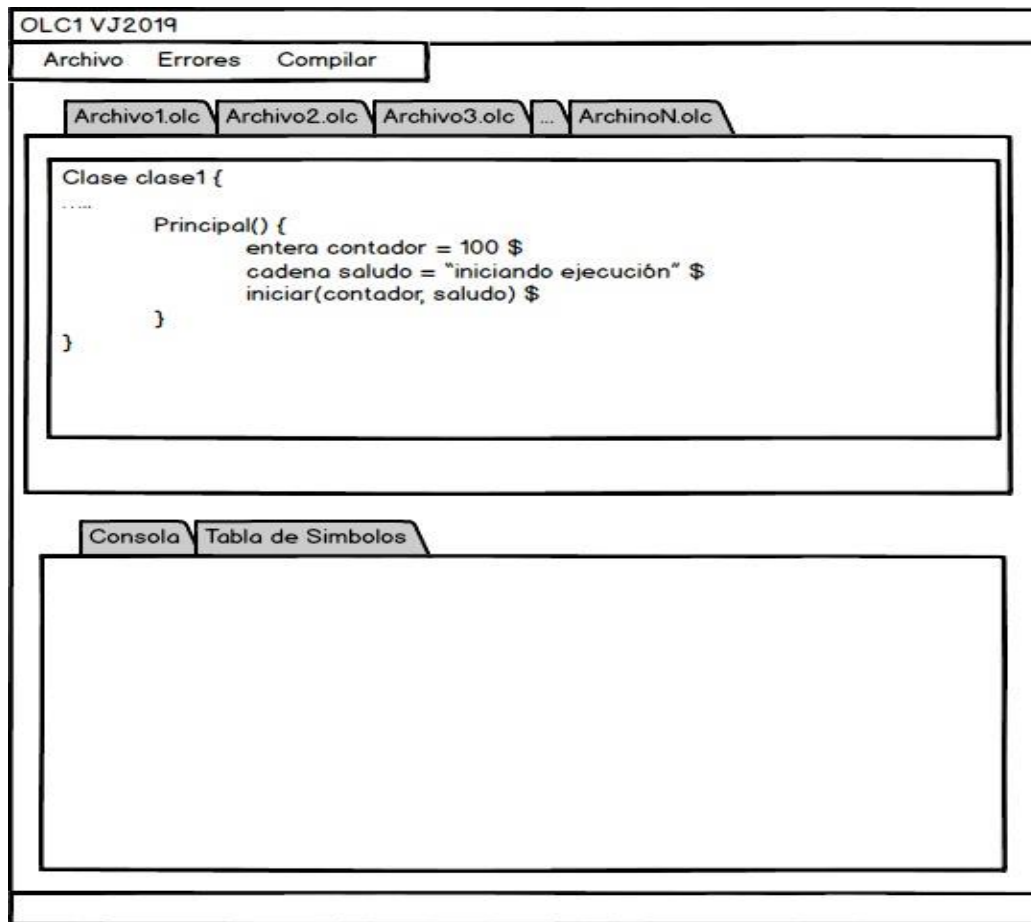 OLC1 VJ2019
Archivo Errores Compilar
Archivo1.olc Archivo2.olc Archivo3.olc ... ArchinoN.olc
Clase clase1 {
.....
Principal() {
entera contador = 100 $
cadena saludo = "iniciando ejecución" $
iniciar(contador, saludo) $
}
}
Consola Tabla de Simbolos